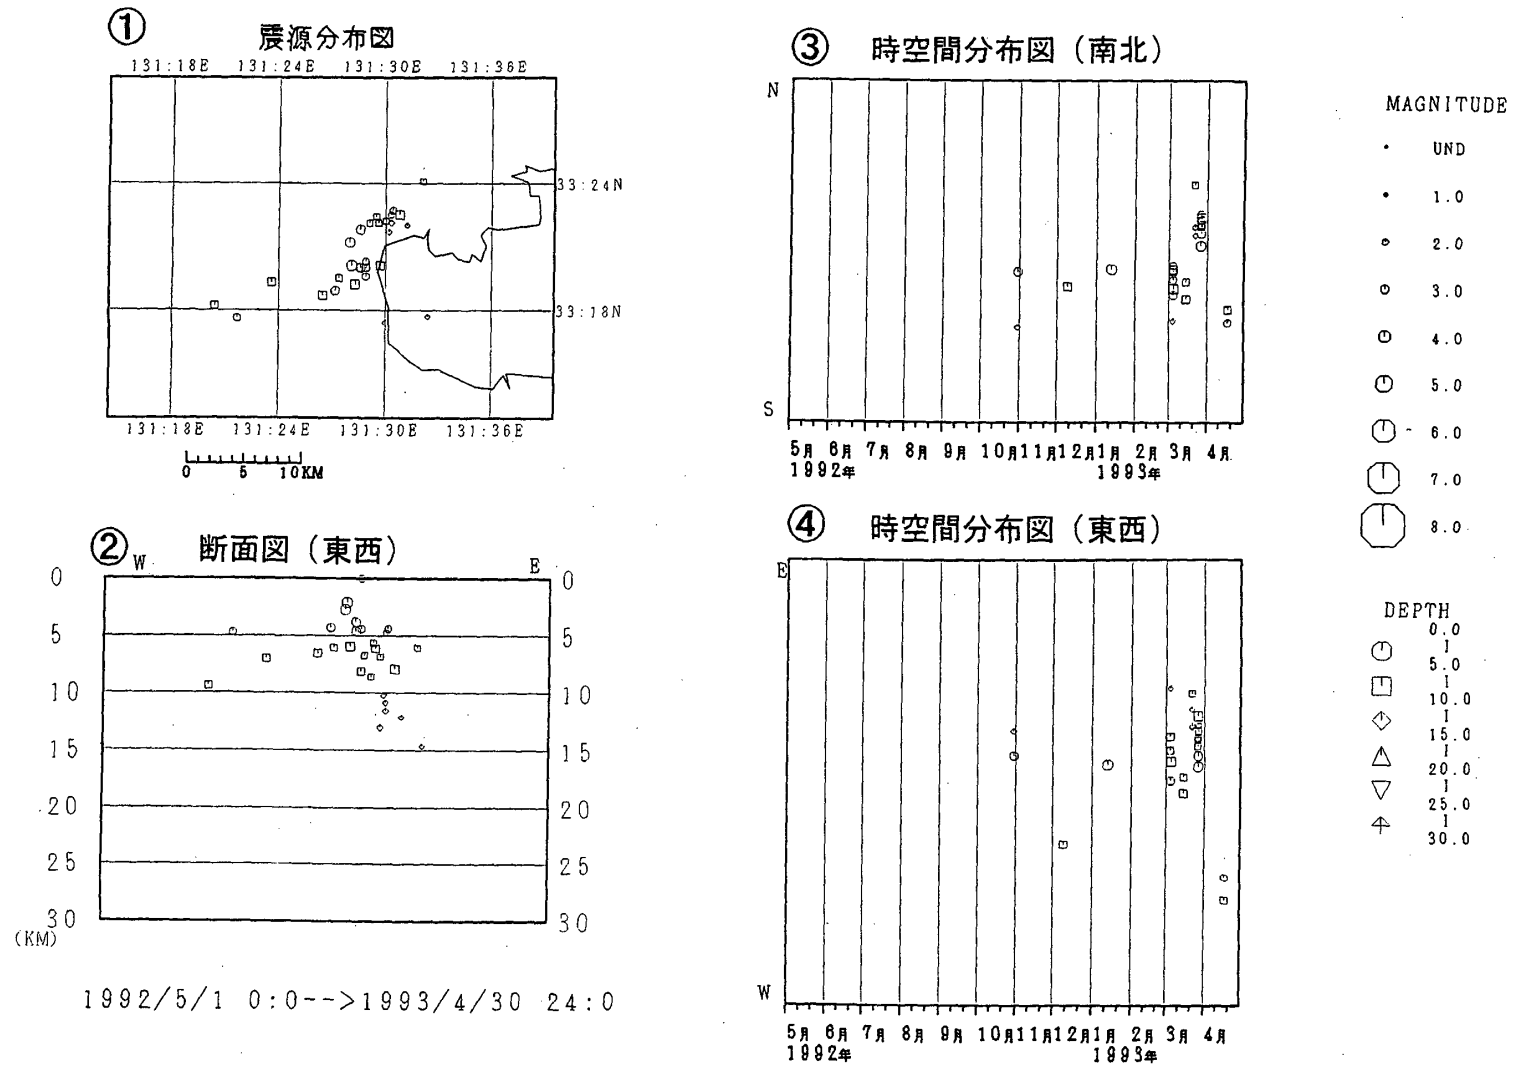 ① 震源分布図
131:18E 131:24E 131:30E 131:36E
33:24N
33:18N
131:18E 131:24E 131:30E 131:36E
0 5 10KM
② 断面図（東西）
W E
0 0
5 5
10 10
15 15
20 20
25 25
30 30
(KM)
1992/5/1 0:0-->1993/4/30 24:0
③ 時空間分布図（南北）
N
S
5月 6月 7月 8月 9月 10月 11月 12月 1月 2月 3月 4月
1992年 1993年
④ 時空間分布図（東西）
E
W
5月 6月 7月 8月 9月 10月 11月 12月 1月 2月 3月 4月
1992年 1993年
MAGNITUDE
UND
1.0
2.0
3.0
4.0
5.0
6.0
7.0
8.0
DEPTH
0.0
I
5.0
I
10.0
I
15.0
I
20.0
I
25.0
I
30.0